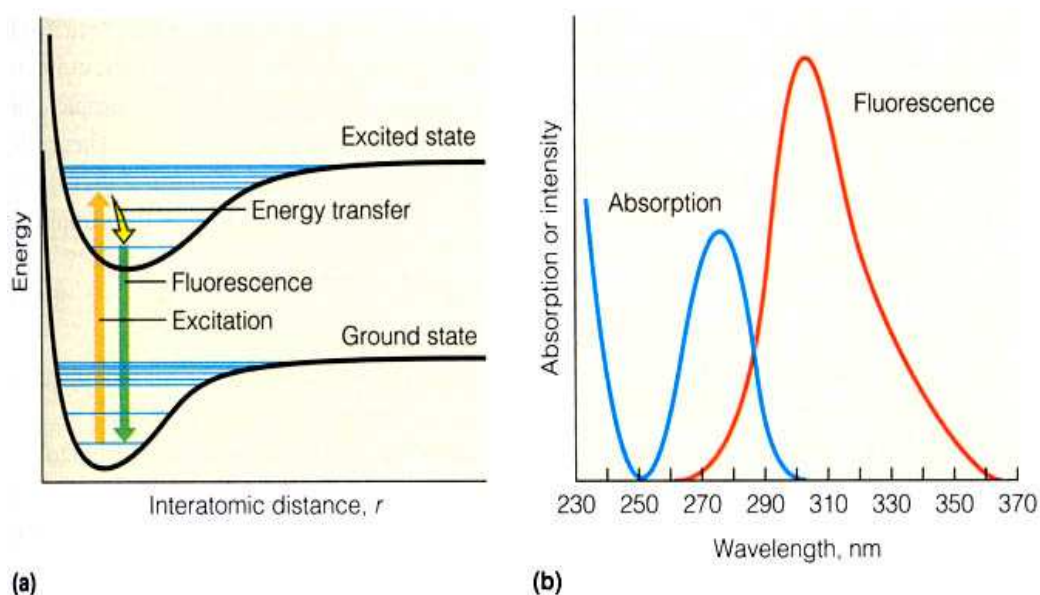 Energy
Excited state
Energy transfer
Fluorescence
Excitation
Ground state
Interatomic distance, r
(a)
Absorption or intensity
Fluorescence
Absorption
230 250 270 290 310 330 350 370
Wavelength, nm
(b)